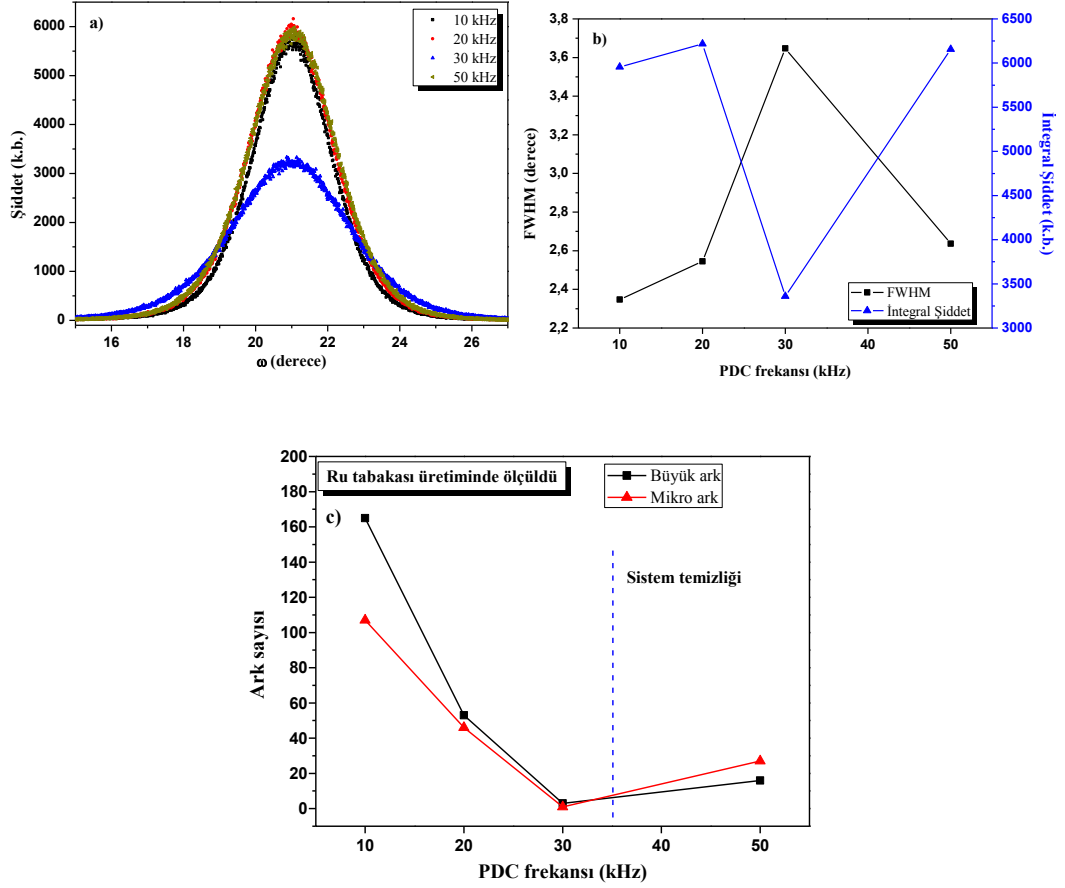 a)
10 kHz
20 kHz
30 kHz
50 kHz
Şiddet (k.b.)
6000
5000
4000
3000
2000
1000
0
16 18 20 22 24 26
ω (derece)
b)
FWHM (derece)
3,8
3,6
3,4
3,2
3,0
2,8
2,6
2,4
2,2
6500
6000
5500
5000
4500
4000
3500
3000
İntegral Şiddet (k.b.)
FWHM
İntegral Şiddet
10 20 30 40 50
PDC frekansı (kHz)
Ru tabakası üretiminde ölçüldü
c)
Büyük ark
Mikro ark
Sistem temizliği
Ark sayısı
200
180
160
140
120
100
80
60
40
20
0
10 20 30 40 50
PDC frekansı (kHz)